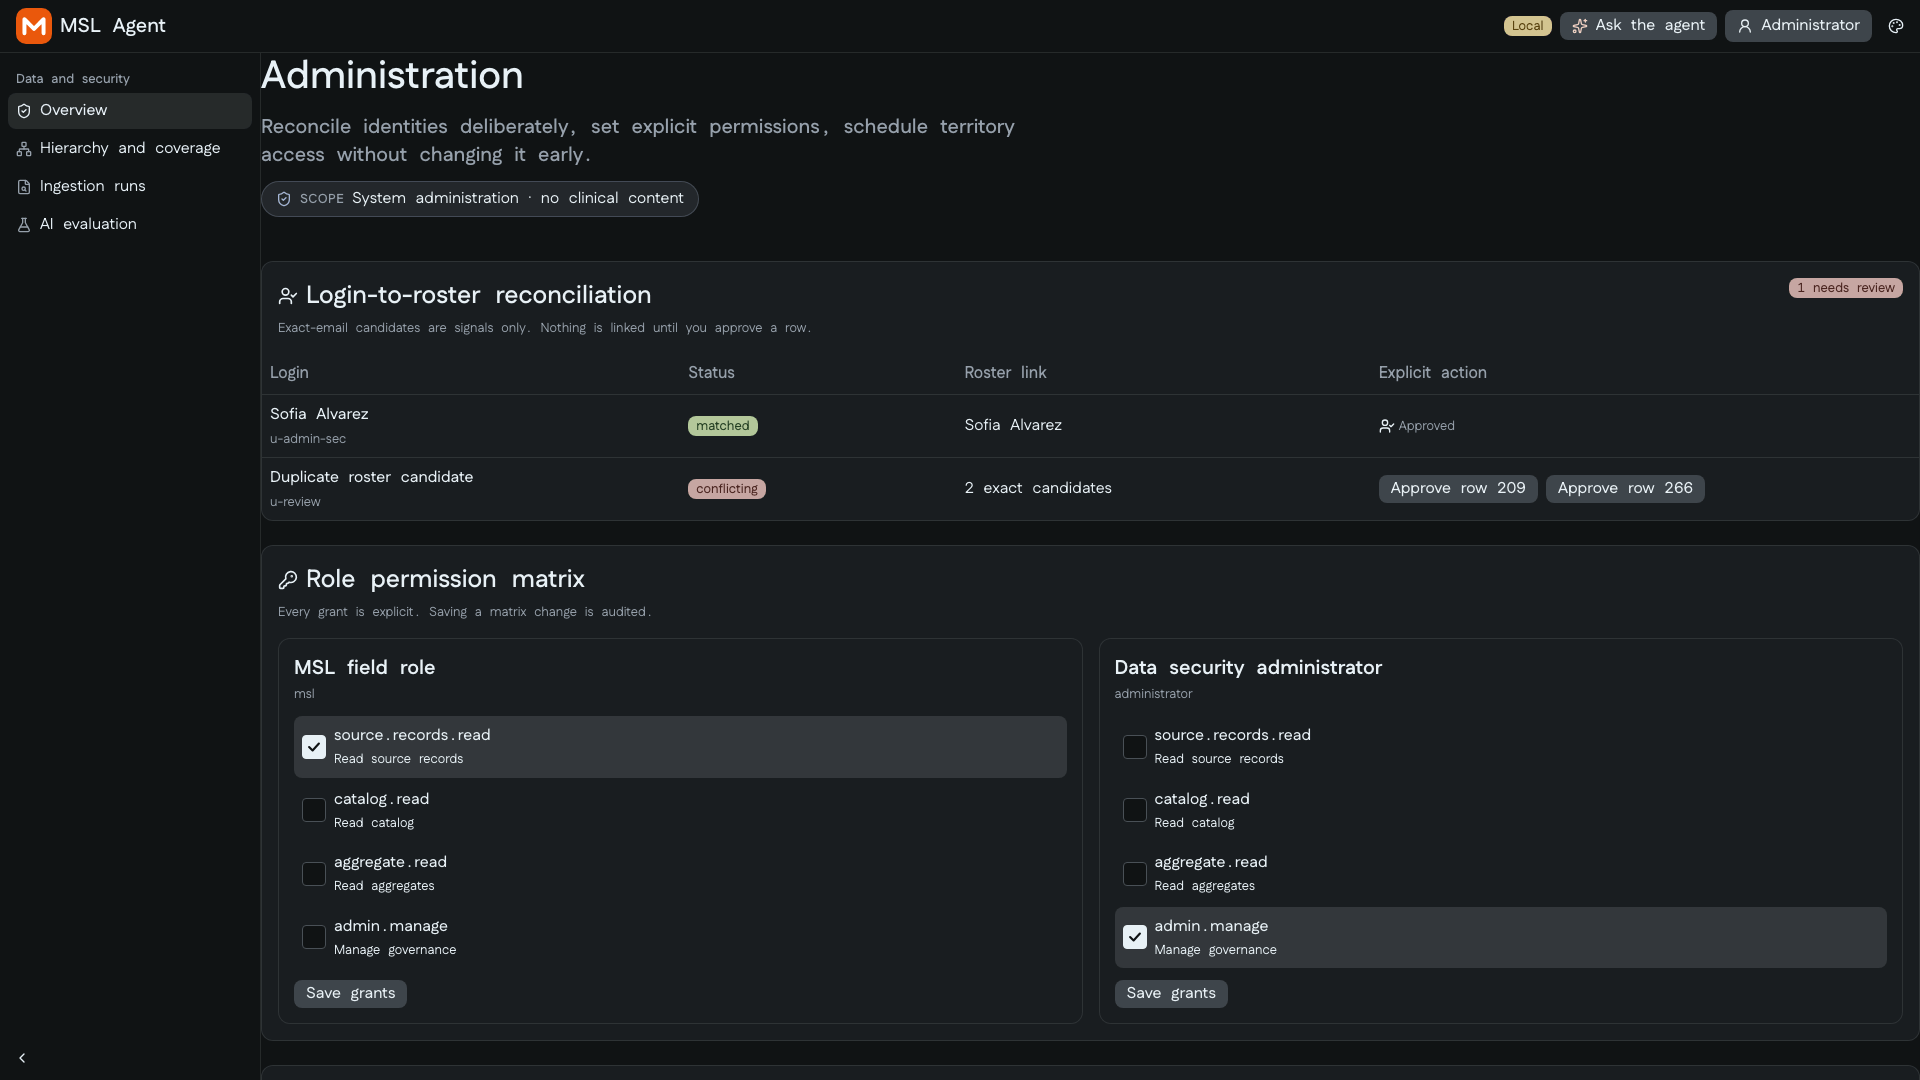 MSL Agent
Local
Ask the agent
Administrator
Data and security
Overview
Hierarchy and coverage
Ingestion runs
AI evaluation
Administration
Reconcile identities deliberately, set explicit permissions, schedule territory
access without changing it early.
SCOPE System administration · no clinical content
Login-to-roster reconciliation
1 needs review
Exact-email candidates are signals only. Nothing is linked until you approve a row.
Login Status Roster link Explicit action
Sofia Alvarez
u-admin-sec
matched
Sofia Alvarez
Approved
Duplicate roster candidate
u-review
conflicting
2 exact candidates
Approve row 209
Approve row 266
Role permission matrix
Every grant is explicit. Saving a matrix change is audited.
MSL field role
msl
source.records.read
Read source records
catalog.read
Read catalog
aggregate.read
Read aggregates
admin.manage
Manage governance
Save grants
Data security administrator
administrator
source.records.read
Read source records
catalog.read
Read catalog
aggregate.read
Read aggregates
admin.manage
Manage governance
Save grants